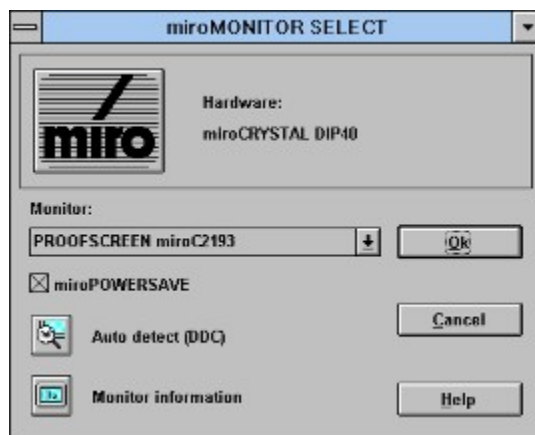 miroMONITOR SELECT
miro
Hardware:
miroCRYSTAL DIP40
Monitor:
PROOFSCREEN miroC2193
Ok
miroPOWERSAVE
Cancel
Auto detect (DDC)
Monitor information
Help